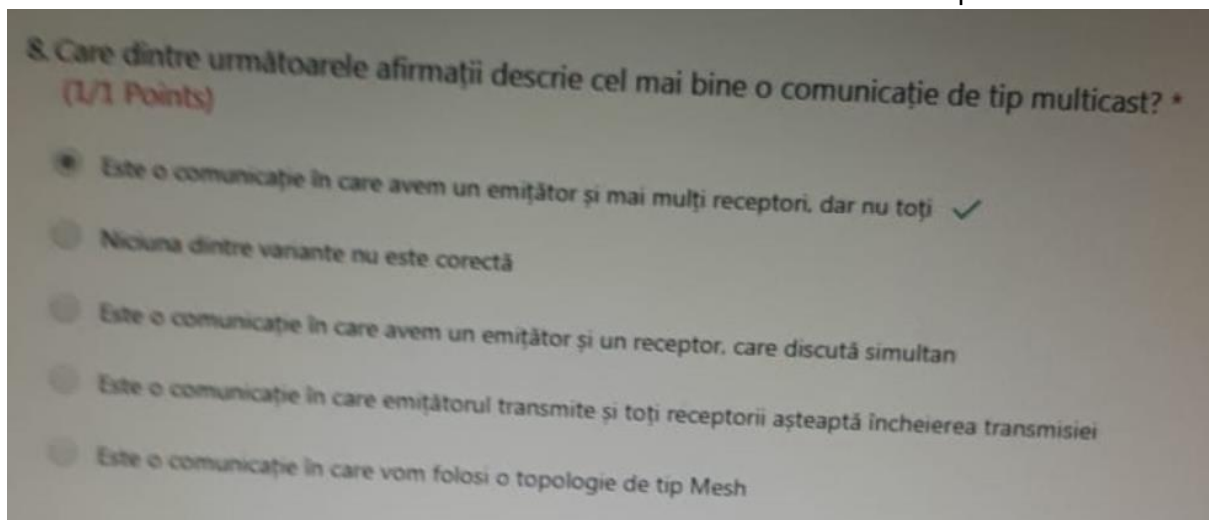 8. Care dintre următoarele afirmații descrie cel mai bine o comunicație de tip multicast? *
(1/1 Points)
Este o comunicație în care avem un emițător și mai mulți receptori, dar nu toți
Niciuna dintre variante nu este corectă
Este o comunicație în care avem un emițător și un receptor, care discută simultan
Este o comunicație în care emițătorul transmite și toți receptorii așteaptă încheierea transmisiei
Este o comunicație în care vom folosi o topologie de tip Mesh